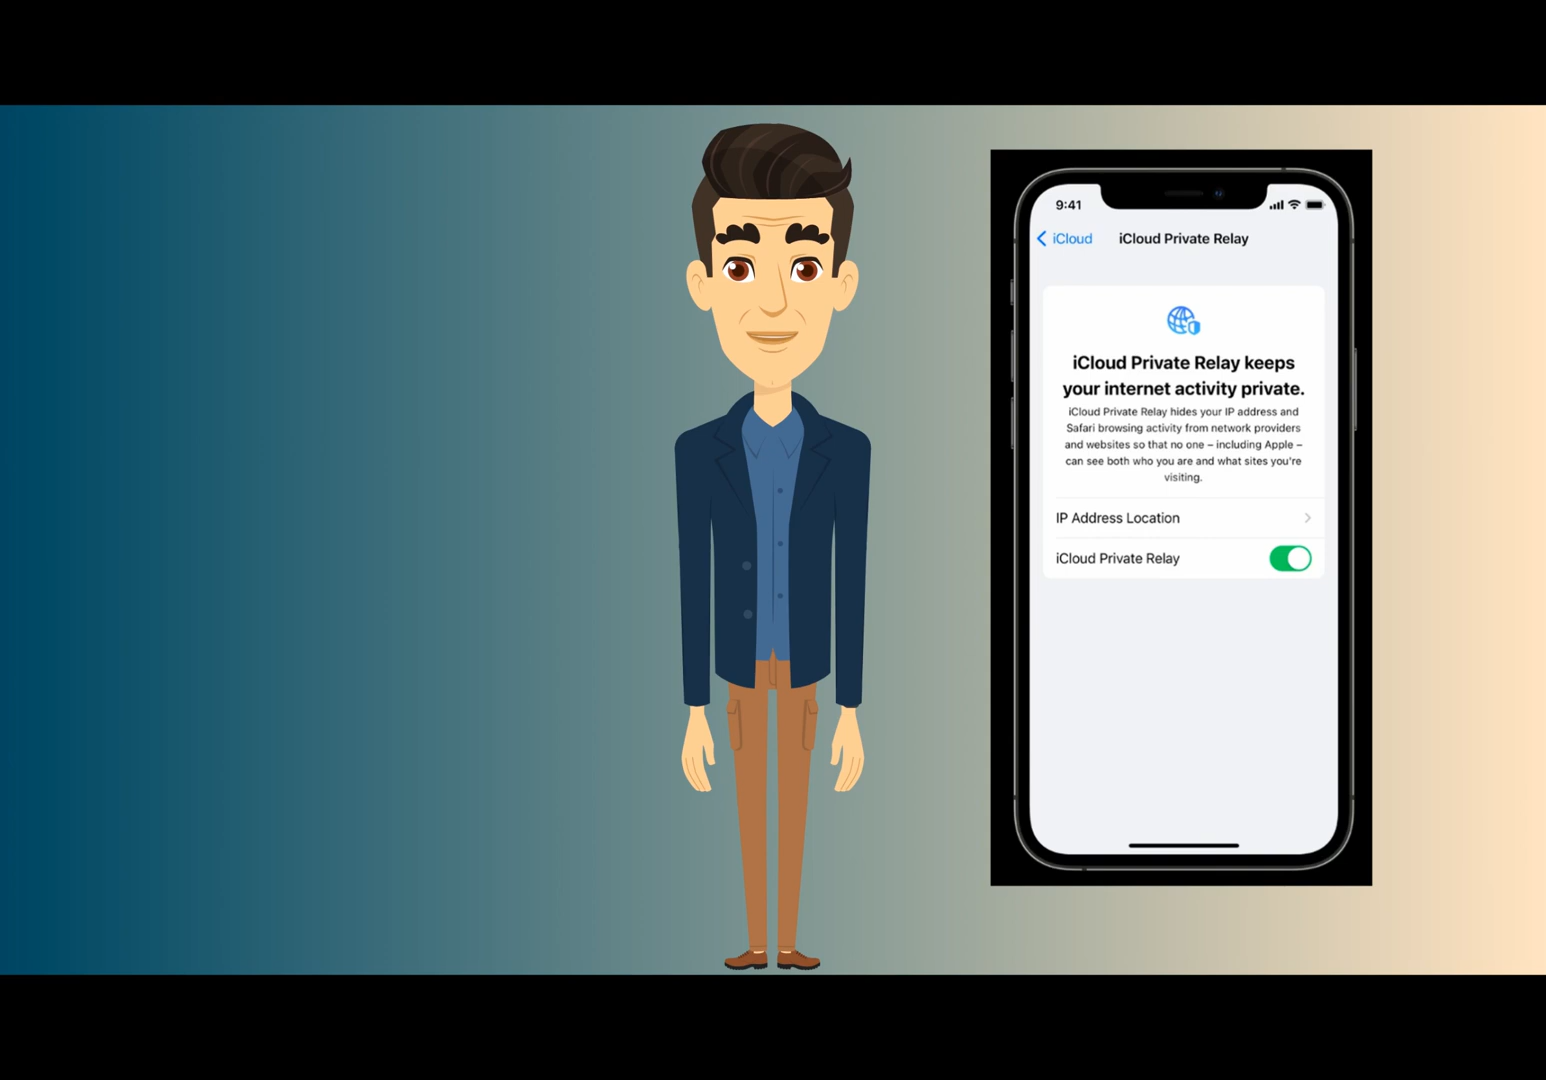 9:41
iCloud
iCloud Private Relay
iCloud Private Relay keeps
your internet activity private.
iCloud Private Relay hides your IP address and
Safari browsing activity from network providers
and websites so that no one – including Apple –
can see both who you are and what sites you're
visiting.
IP Address Location
iCloud Private Relay